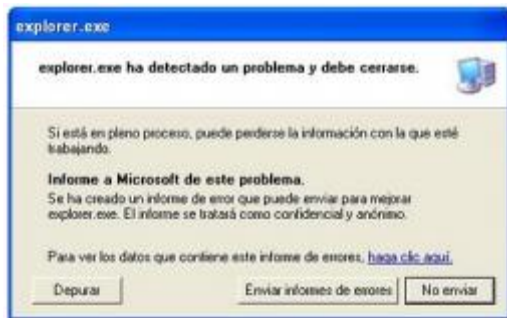 explorer.exe
explorer.exe ha detectado un problema y debe cerrarse.
Si está en pleno proceso, puede perderse la información con la que esté
trabajando.
Informe a Microsoft de este problema.
Se ha creado un informe de error que puede enviar para mejorar
explorer.exe. El informe se tratará como confidencial y anónimo.
Para ver los datos que contiene este informe de errores, haga clic aquí.
Depurar Enviar informes de errores No enviar